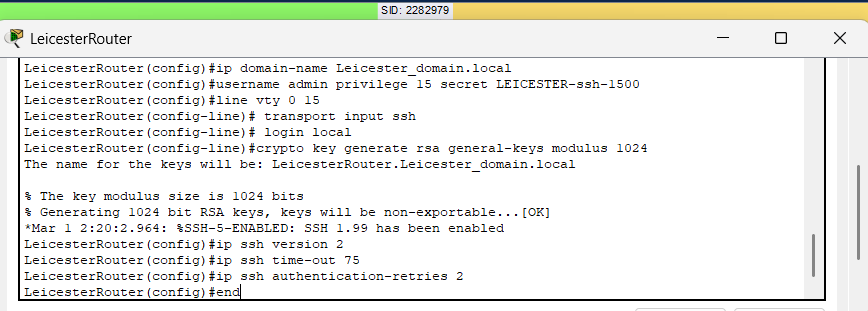 SID: 2282979
LeicesterRouter
LeicesterRouter(config)#ip domain-name Leicester_domain.local
LeicesterRouter(config)#username admin privilege 15 secret LEICESTER-ssh-1500
LeicesterRouter(config)#line vty 0 15
LeicesterRouter(config-line)# transport input ssh
LeicesterRouter(config-line)# login local
LeicesterRouter(config-line)#crypto key generate rsa general-keys modulus 1024
The name for the keys will be: LeicesterRouter.Leicester_domain.local
% The key modulus size is 1024 bits
% Generating 1024 bit RSA keys, keys will be non-exportable...[OK]
*Mar 1 2:20:2.964: %SSH-5-ENABLED: SSH 1.99 has been enabled
LeicesterRouter(config)#ip ssh version 2
LeicesterRouter(config)#ip ssh time-out 75
LeicesterRouter(config)#ip ssh authentication-retries 2
LeicesterRouter(config)#end